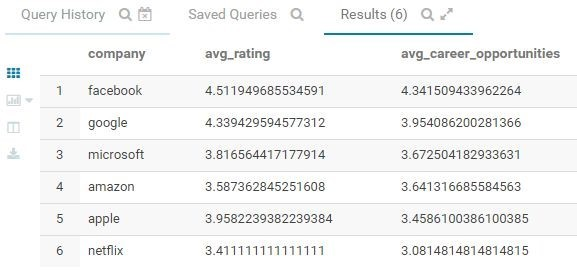 Query History Saved Queries Results (6)
company avg_rating avg_career_opportunities
1 facebook 4.511949685534591 4.341509433962264
2 google 4.339429594577312 3.954086200281366
3 microsoft 3.816564417177914 3.672504182933631
4 amazon 3.587362845251608 3.641316685584563
5 apple 3.9582239382239384 3.4586100386100385
6 netflix 3.411111111111111 3.0814814814814815